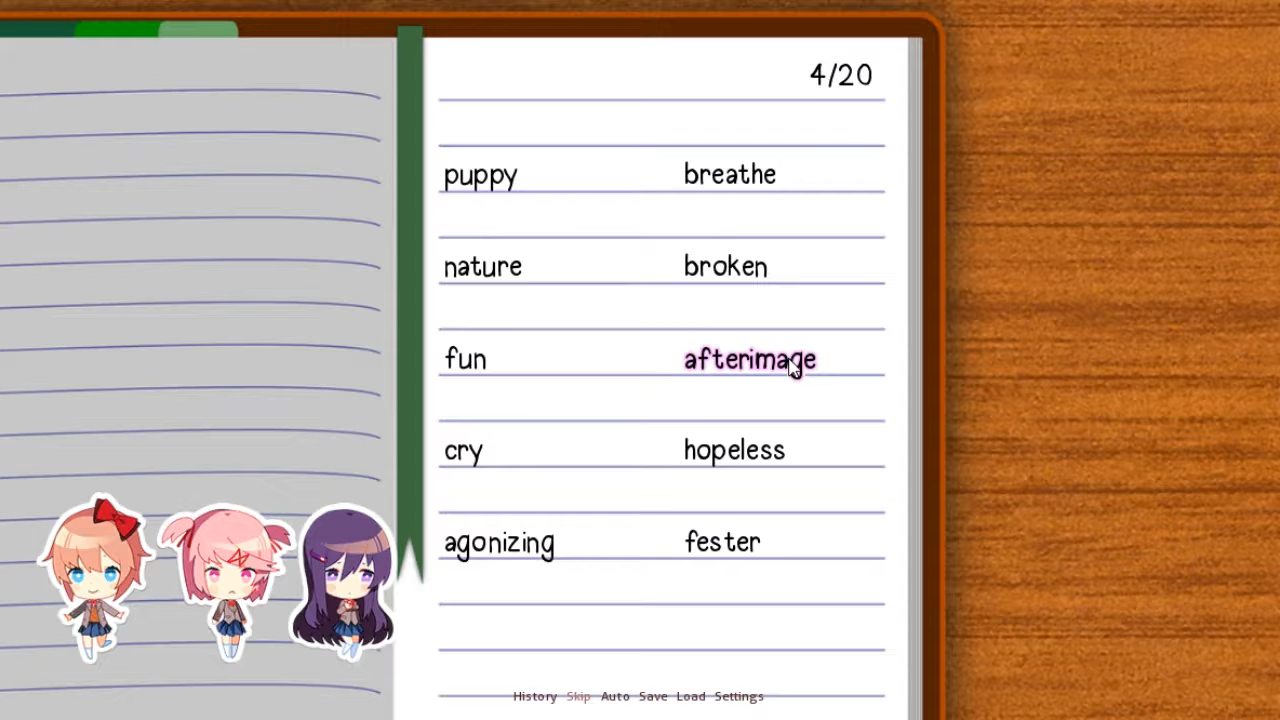 4/20
puppy breathe
nature broken
fun afterimage
cry hopeless
agonizing fester
History Skip Auto Save Load Settings